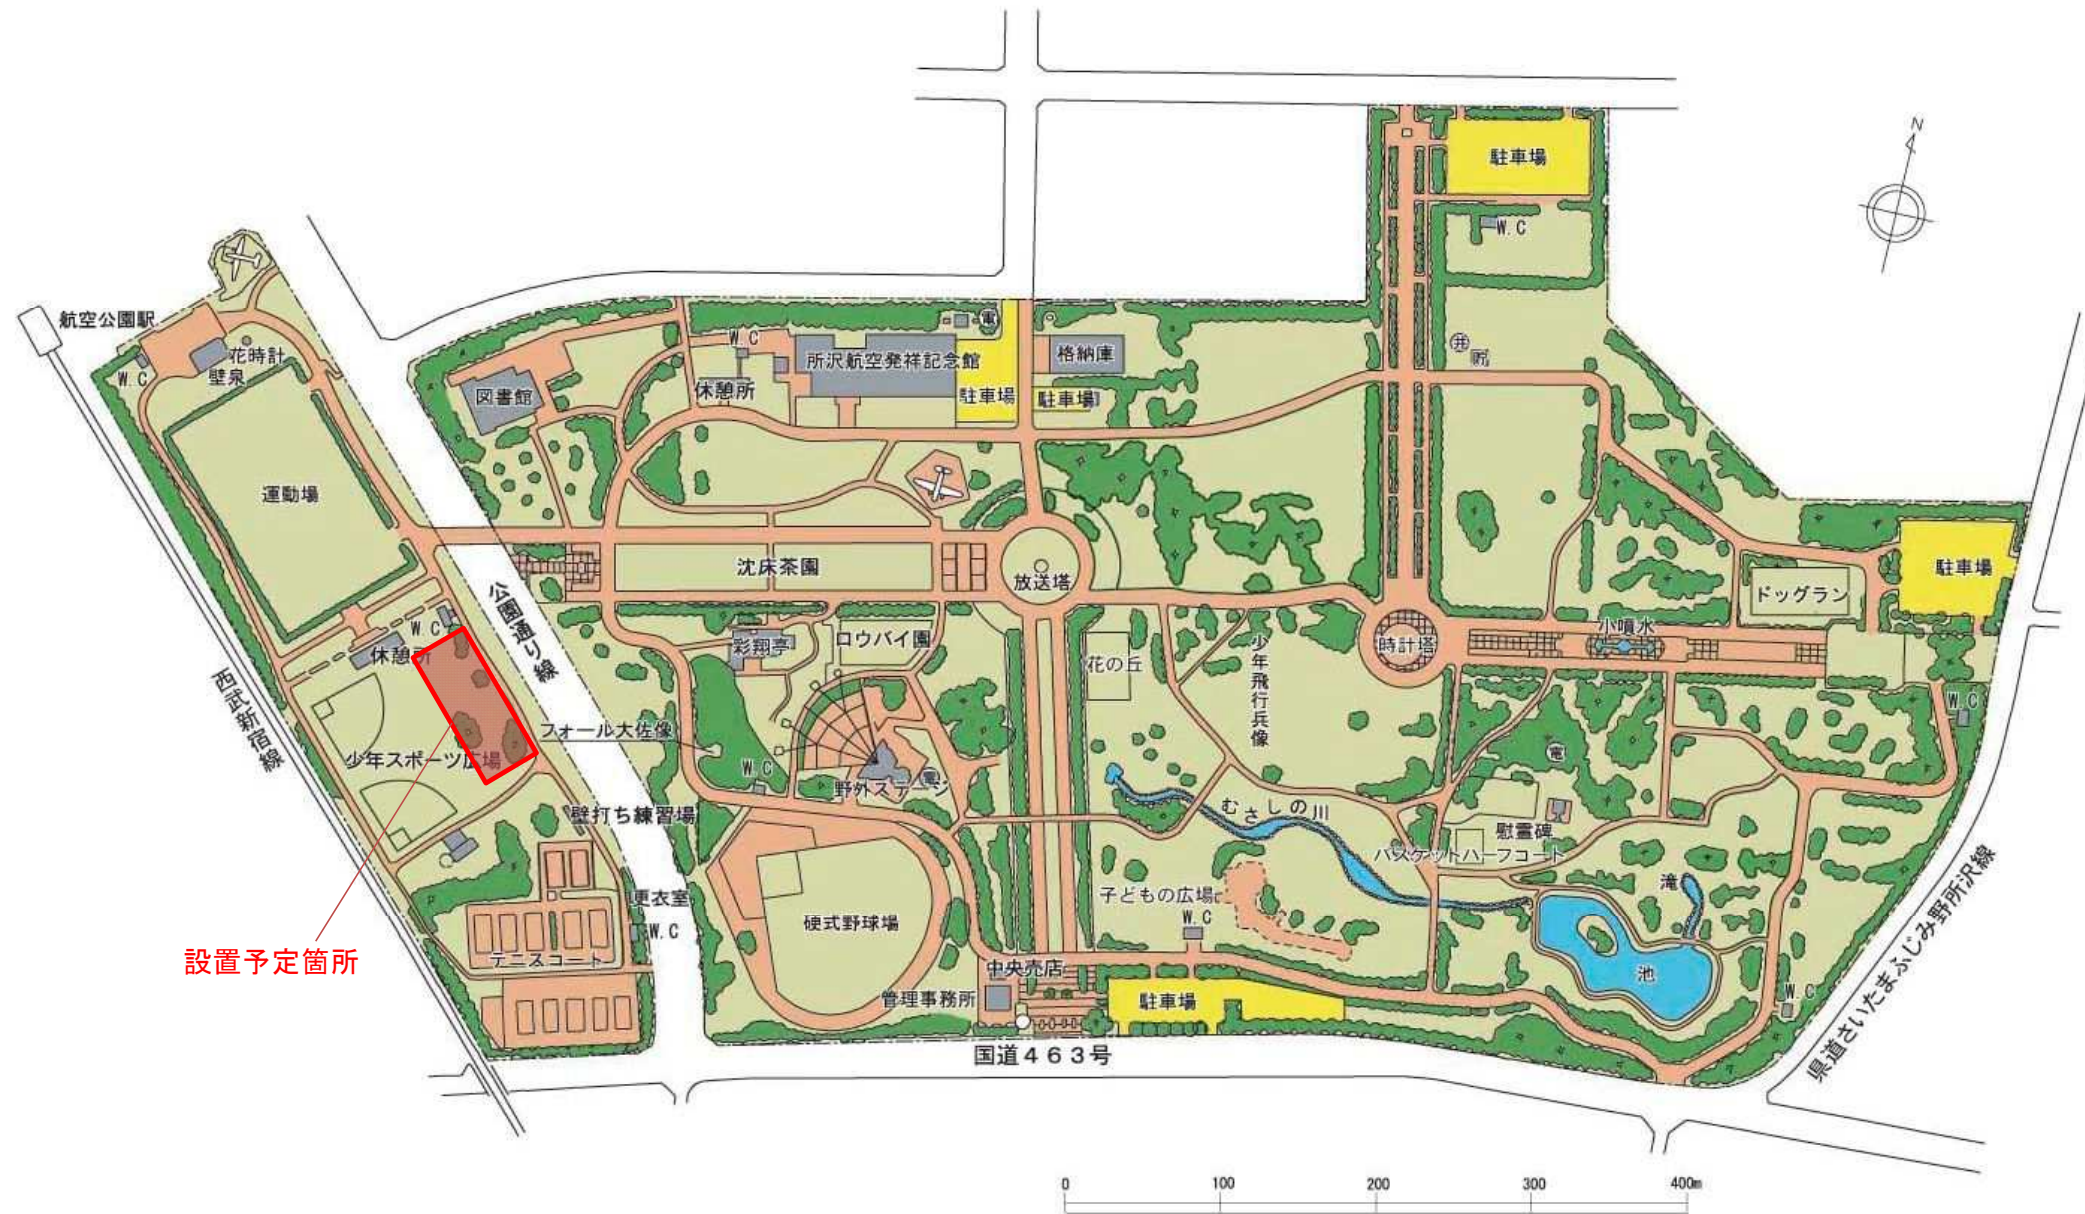 N
駐車場
W.C
航空公園駅
W.C
花時計
壁泉
図書館
W.C
休憩所
所沢航空発祥記念館
電
駐車場
格納庫
駐車場
井
貯
運動場
沈床茶園
放送塔
ドッグラン
駐車場
公園通り線
W.C
休憩所
彩翔亭
ロウバイ園
花の丘
少年飛行兵像
時計塔
小噴水
西武新宿線
少年スポーツ広場
フォール大佐像
W.C
野外ステージ
電
電
W.C
壁打ち練習場
むさしの川
慰霊碑
バスケットハーフコート
更衣室
W.C
硬式野球場
子どもの広場
W.C
滝
池
W.C
県道さいたまふじみ野所沢線
設置予定箇所
テニスコート
中央売店
管理事務所
駐車場
国道463号
0 100 200 300 400m